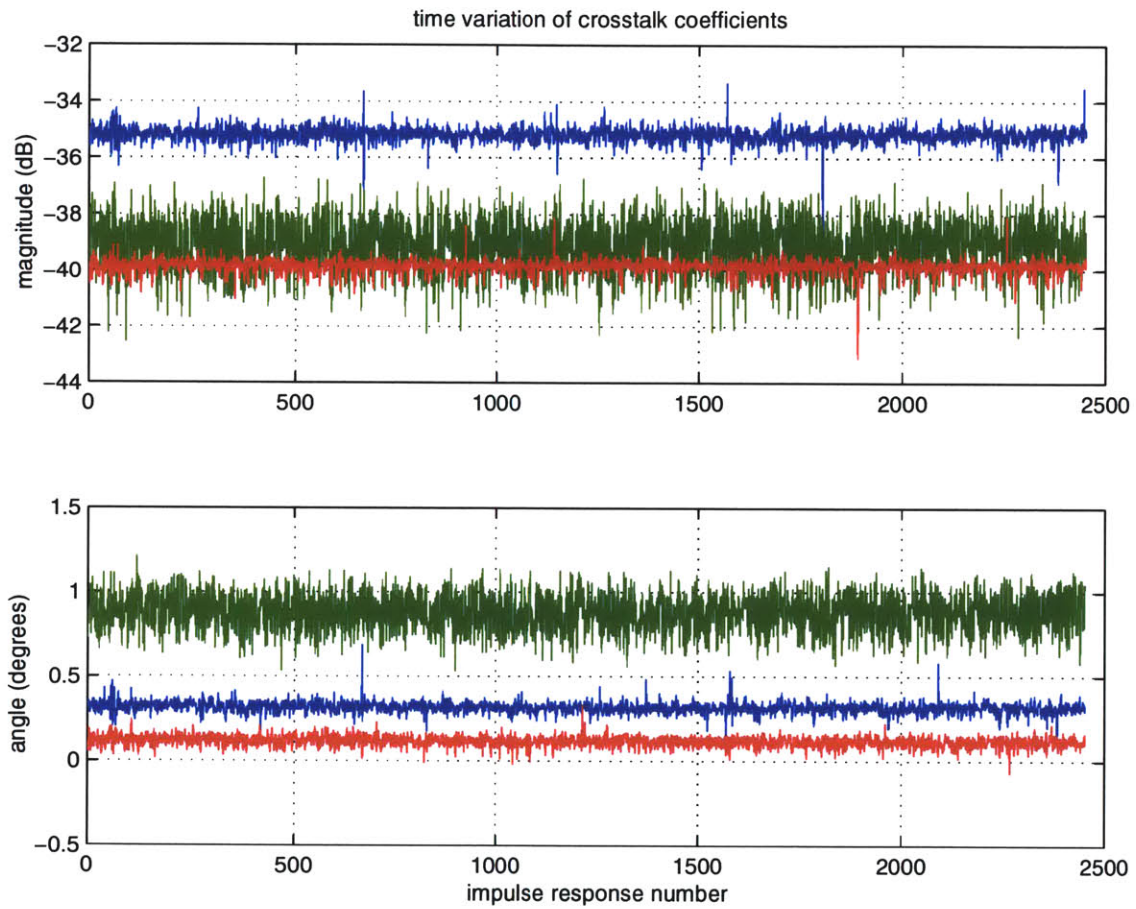 time variation of crosstalk coefficients
magnitude (dB)
−32
−34
−36
−38
−40
−42
−44
0 500 1000 1500 2000 2500
angle (degrees)
1.5
1
0.5
0
−0.5
0 500 1000 1500 2000 2500
impulse response number